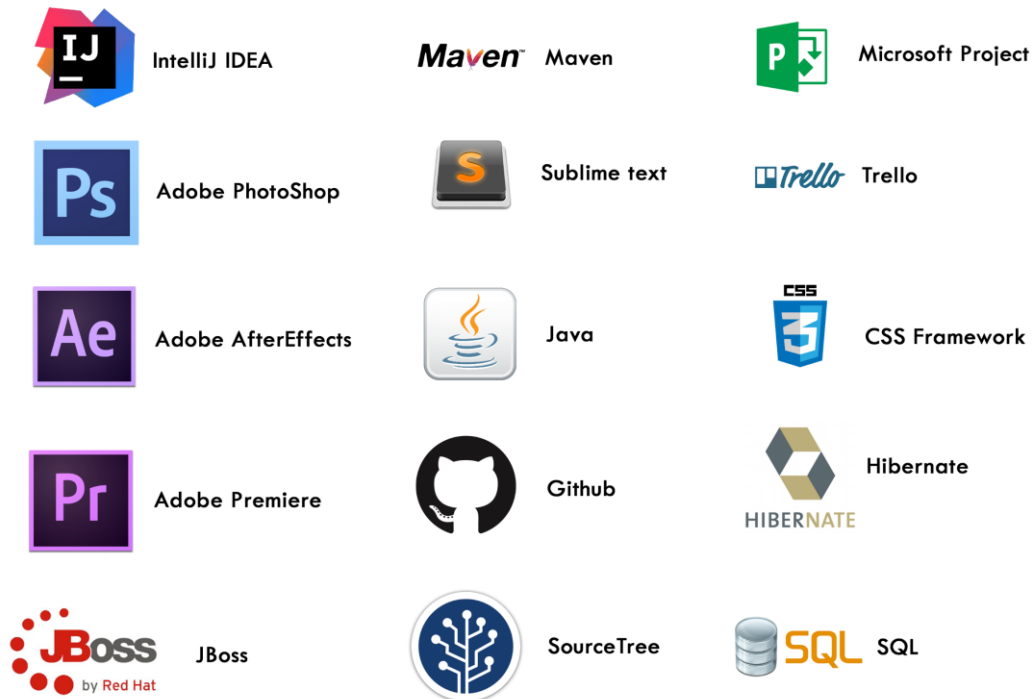 IJ
IntelliJ IDEA
Maven™
Maven
P
Microsoft Project
Ps
Adobe PhotoShop
S
Sublime text
Trello
Trello
Ae
Adobe AfterEffects
Java
CSS
3
CSS Framework
Pr
Adobe Premiere
Github
HIBERNATE
Hibernate
JBoss
by Red Hat
JBoss
SourceTree
SQL
SQL